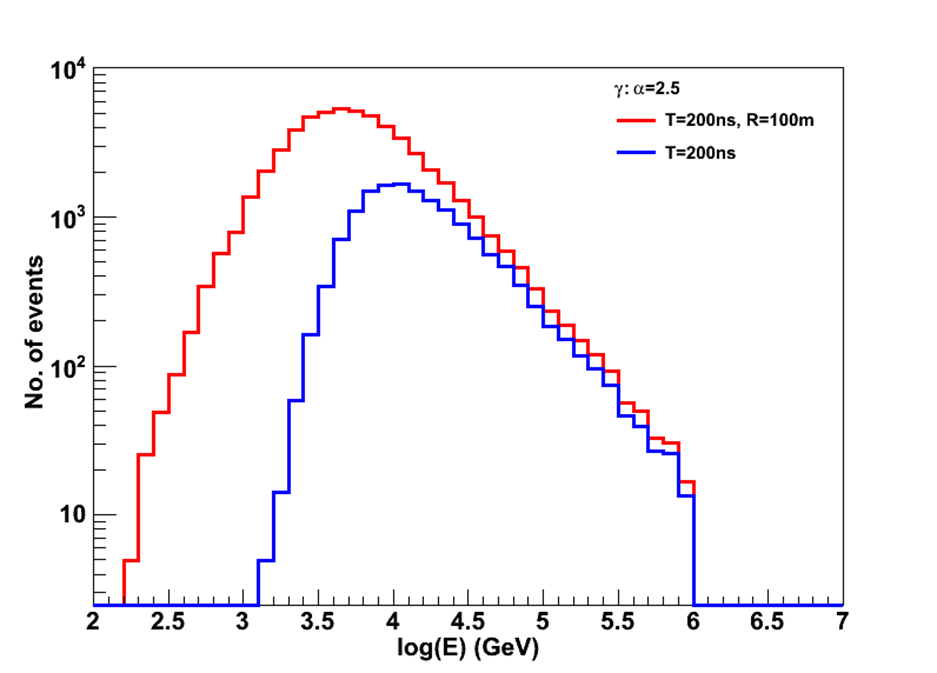 10^4
γ: α=2.5
T=200ns, R=100m
T=200ns
10^3
No. of events
10^2
10
2 2.5 3 3.5 4 4.5 5 5.5 6 6.5 7
log(E) (GeV)